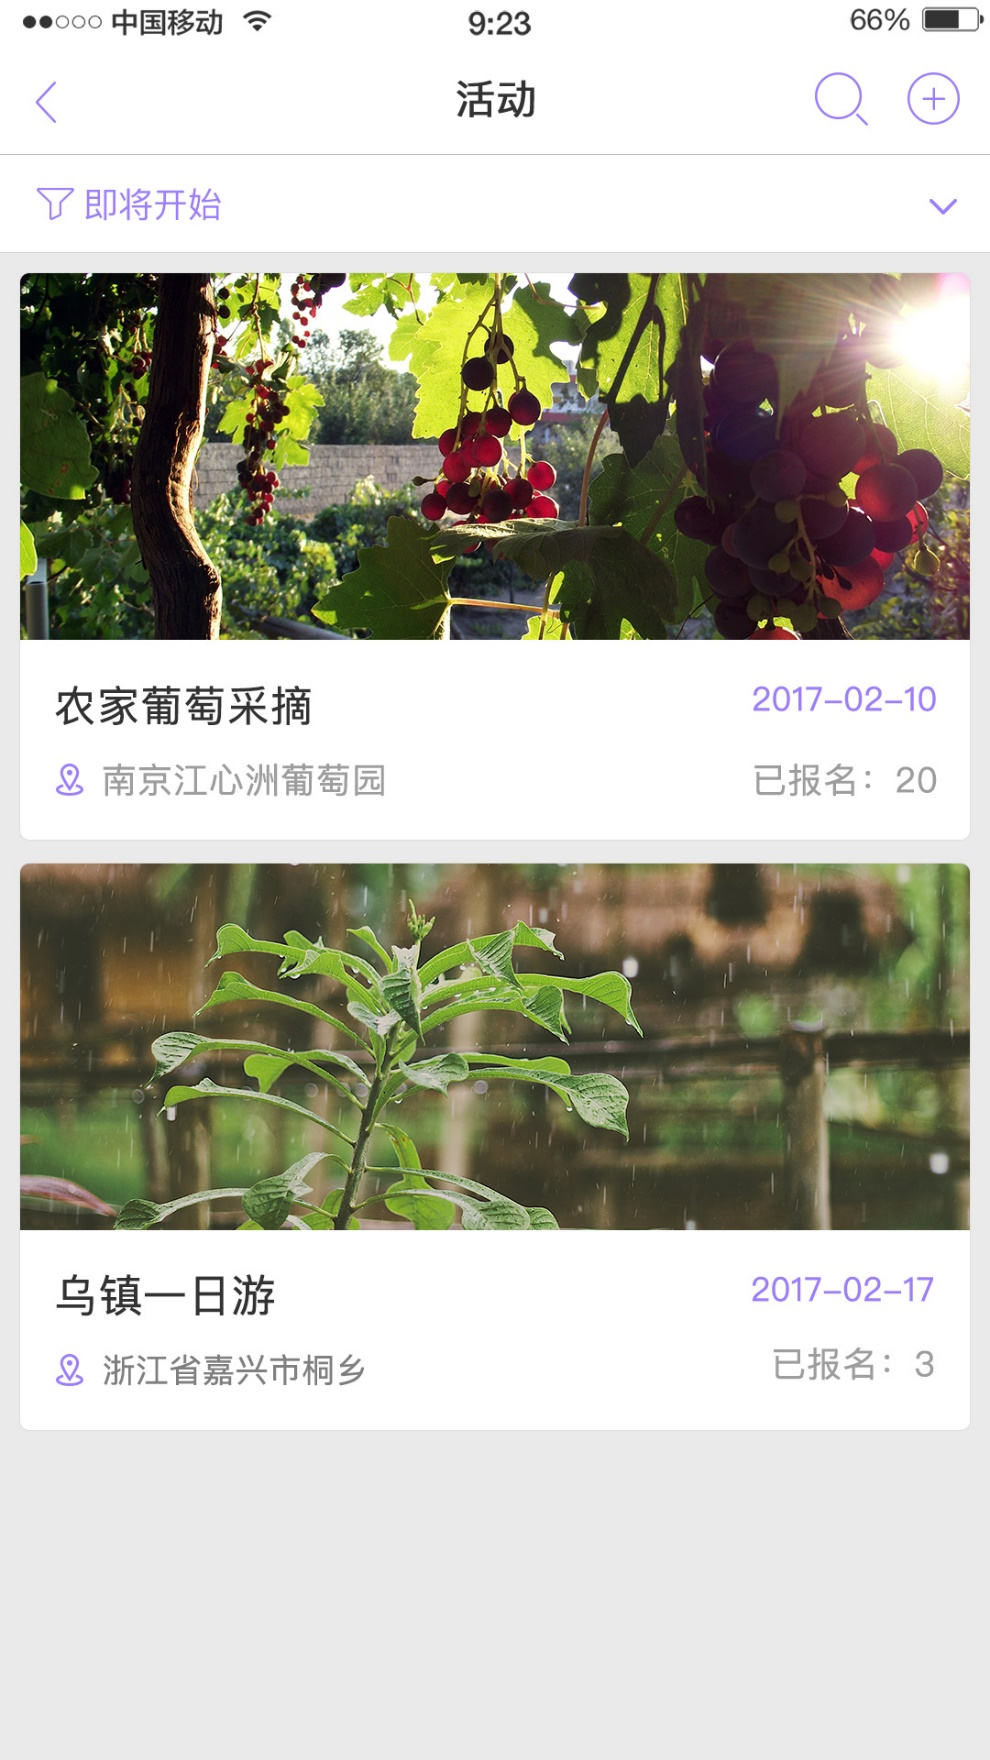 中国移动 9:23 66%
活动
即将开始
农家葡萄采摘 2017-02-10
南京江心洲葡萄园 已报名：20
乌镇一日游 2017-02-17
浙江省嘉兴市桐乡 已报名：3